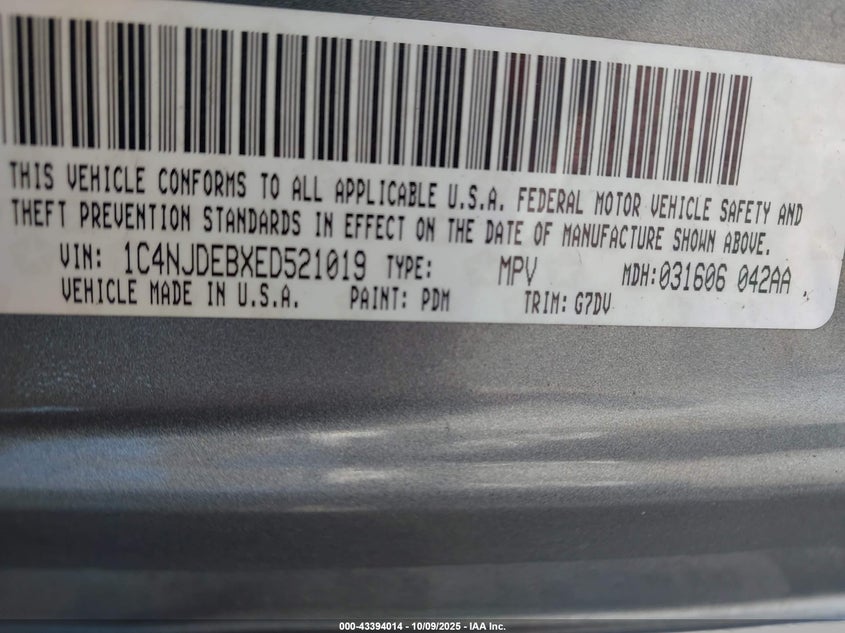 THIS VEHICLE CONFORMS TO ALL APPLICABLE U.S.A. FEDERAL MOTOR VEHICLE SAFETY AND
THEFT PREVENTION STANDARDS IN EFFECT ON THE DATE OF MANUFACTURE SHOWN ABOVE.
VIN: 1C4NJDEBXED521019 TYPE: MPV MDH:031606 042AA
VEHICLE MADE IN U.S.A. PAINT: PDM TRIM: G7DV
000-43394014 - 10/09/2025 - IAA Inc.